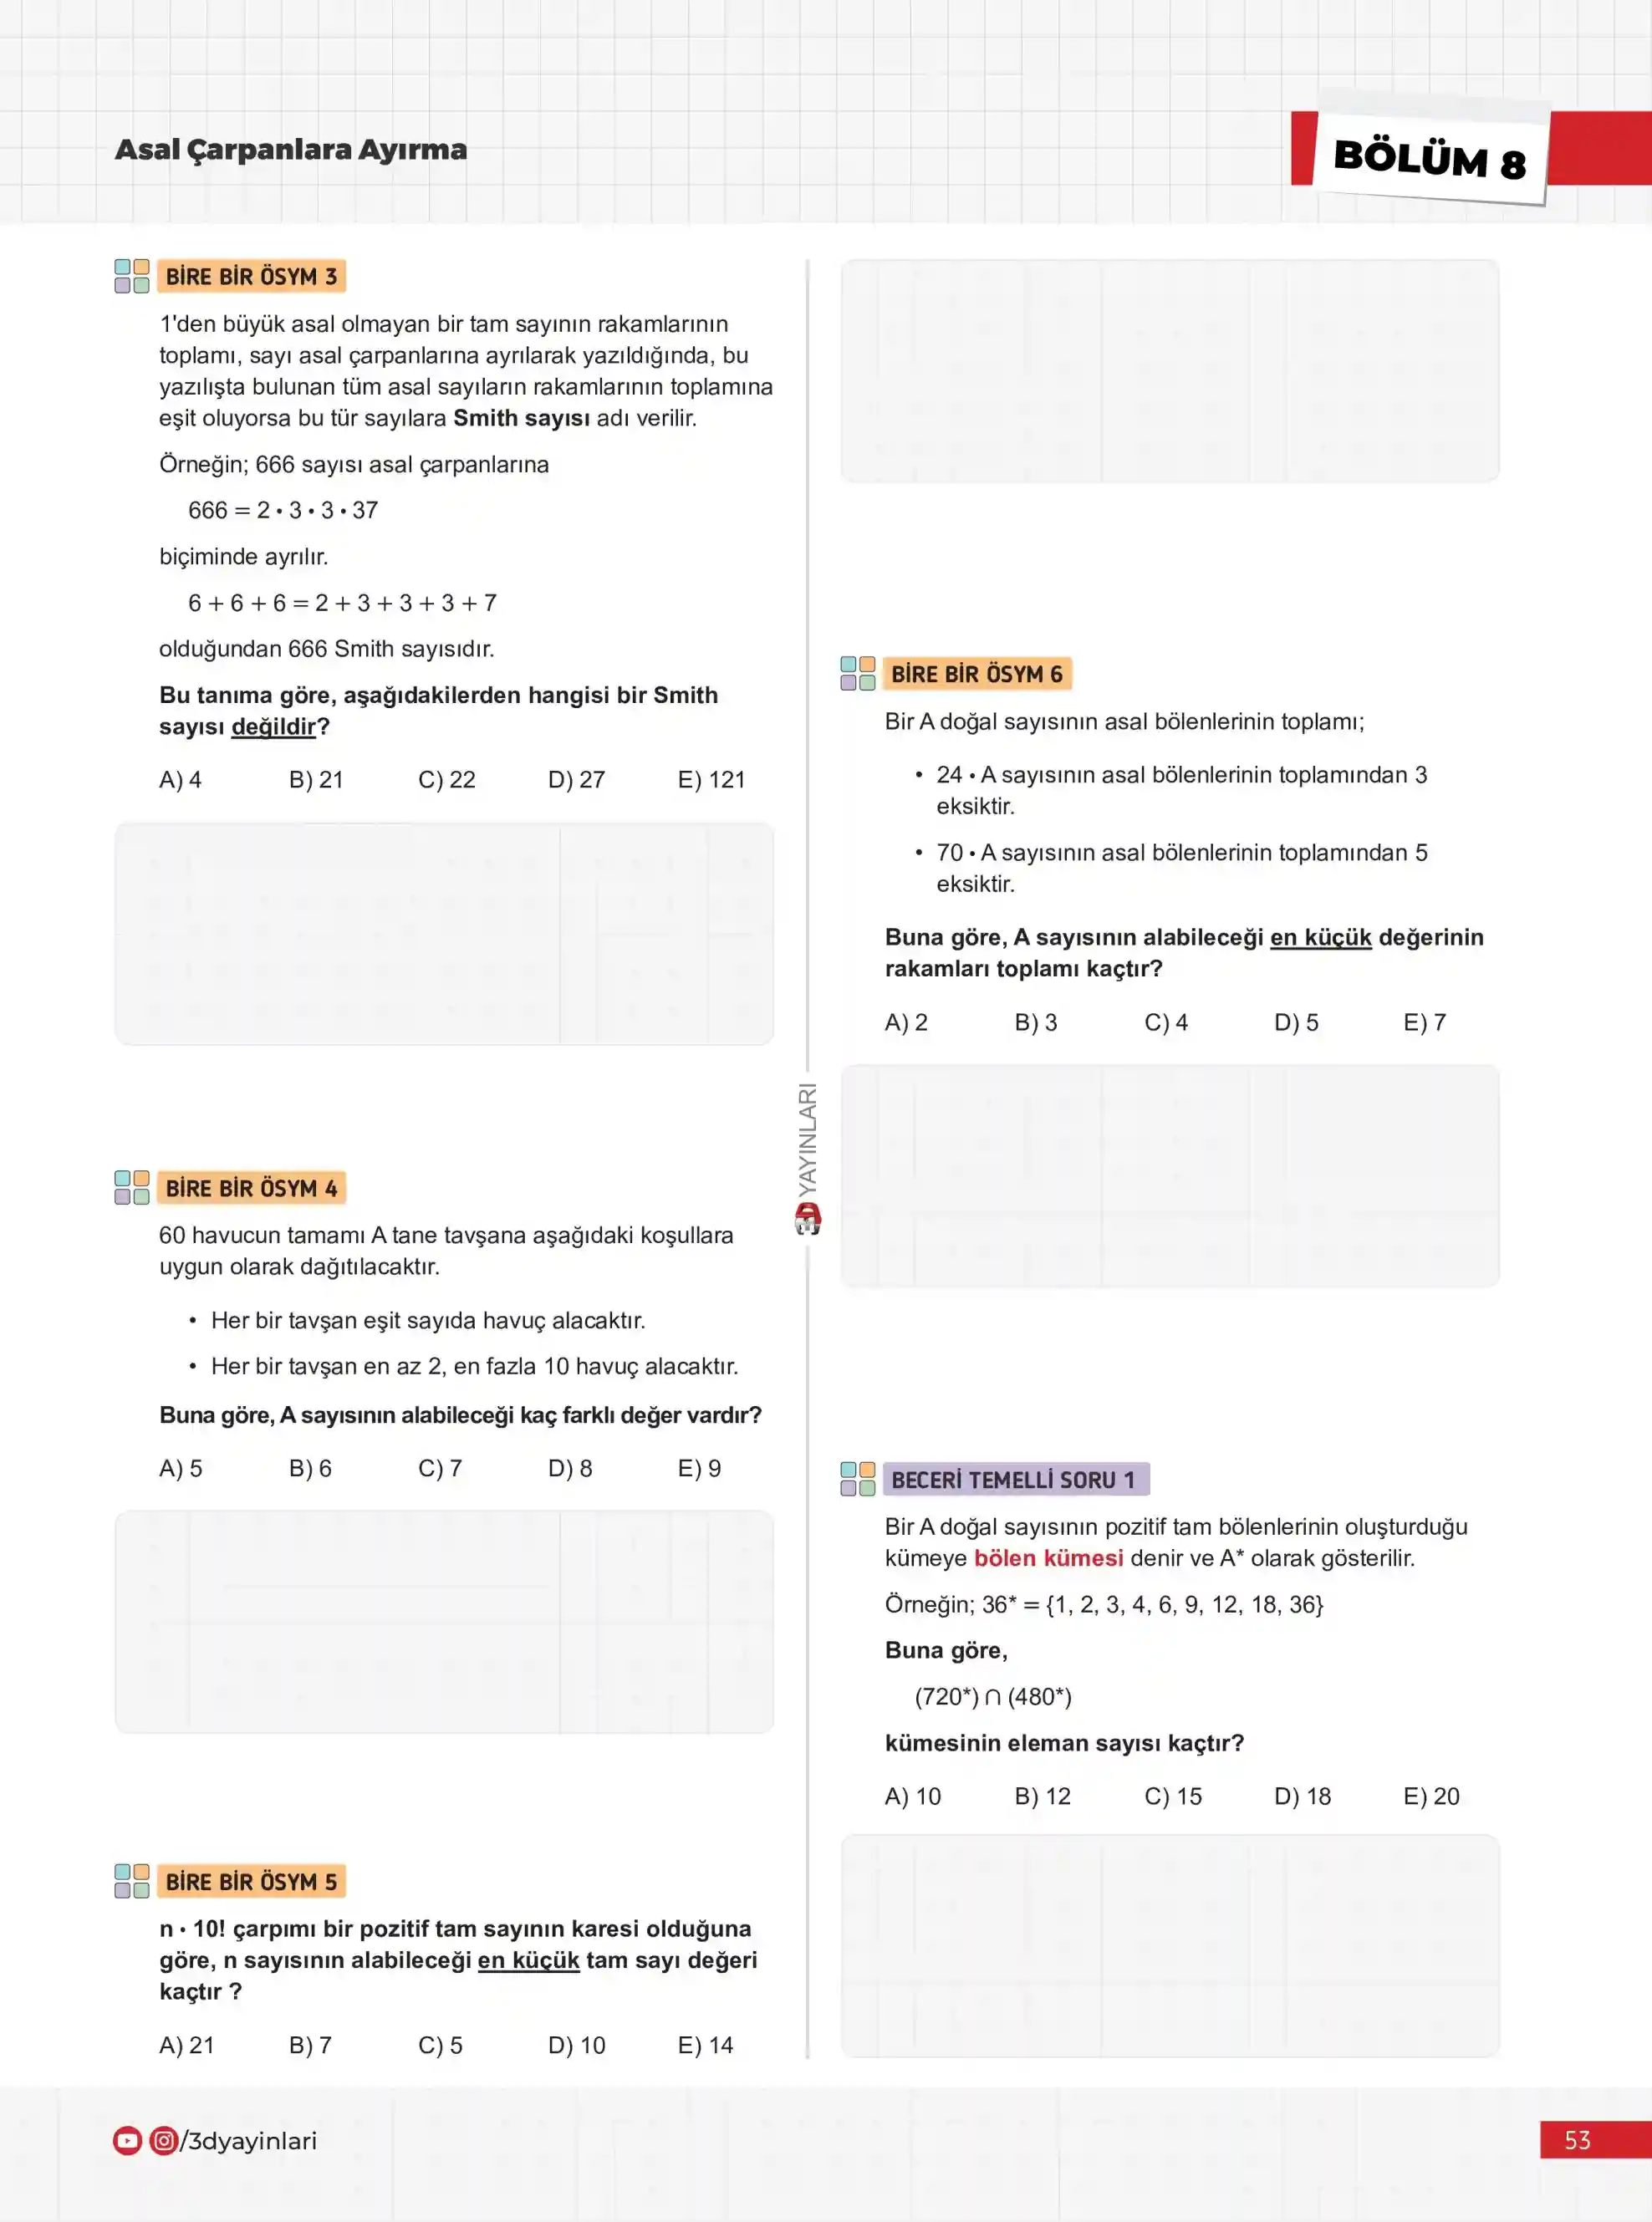 Asal Çarpanlara Ayırma
BÖLÜM 8
BİRE BİR ÖSYM 3
1'den büyük asal olmayan bir tam sayının rakamlarının
toplamı, sayı asal çarpanlarına ayrılarak yazıldığında, bu
yazılışta bulunan tüm asal sayıların rakamlarının toplamına
eşit oluyorsa bu tür sayılara Smith sayısı adı verilir.
Örneğin; 666 sayısı asal çarpanlarına
666 = 2 • 3 • 3 • 37
biçiminde ayrılır.
6 + 6 + 6 = 2 + 3 + 3 + 3 + 7
olduğundan 666 Smith sayısıdır.
Bu tanıma göre, aşağıdakilerden hangisi bir Smith
sayısı değildir?
A) 4 B) 21 C) 22 D) 27 E) 121
BİRE BİR ÖSYM 4
60 havucun tamamı A tane tavşana aşağıdaki koşullara
uygun olarak dağıtılacaktır.
• Her bir tavşan eşit sayıda havuç alacaktır.
• Her bir tavşan en az 2, en fazla 10 havuç alacaktır.
Buna göre, A sayısının alabileceği kaç farklı değer vardır?
A) 5 B) 6 C) 7 D) 8 E) 9
BİRE BİR ÖSYM 5
n • 10! çarpımı bir pozitif tam sayının karesi olduğuna
göre, n sayısının alabileceği en küçük tam sayı değeri
kaçtır ?
A) 21 B) 7 C) 5 D) 10 E) 14
YAYINLARI
BİRE BİR ÖSYM 6
Bir A doğal sayısının asal bölenlerinin toplamı;
• 24 • A sayısının asal bölenlerinin toplamından 3
eksiktir.
• 70 • A sayısının asal bölenlerinin toplamından 5
eksiktir.
Buna göre, A sayısının alabileceği en küçük değerinin
rakamları toplamı kaçtır?
A) 2 B) 3 C) 4 D) 5 E) 7
BECERİ TEMELLİ SORU 1
Bir A doğal sayısının pozitif tam bölenlerinin oluşturduğu
kümeye bölen kümesi denir ve A* olarak gösterilir.
Örneğin; 36* = {1, 2, 3, 4, 6, 9, 12, 18, 36}
Buna göre,
(720*) ∩ (480*)
kümesinin eleman sayısı kaçtır?
A) 10 B) 12 C) 15 D) 18 E) 20
/3dyayinlari
53